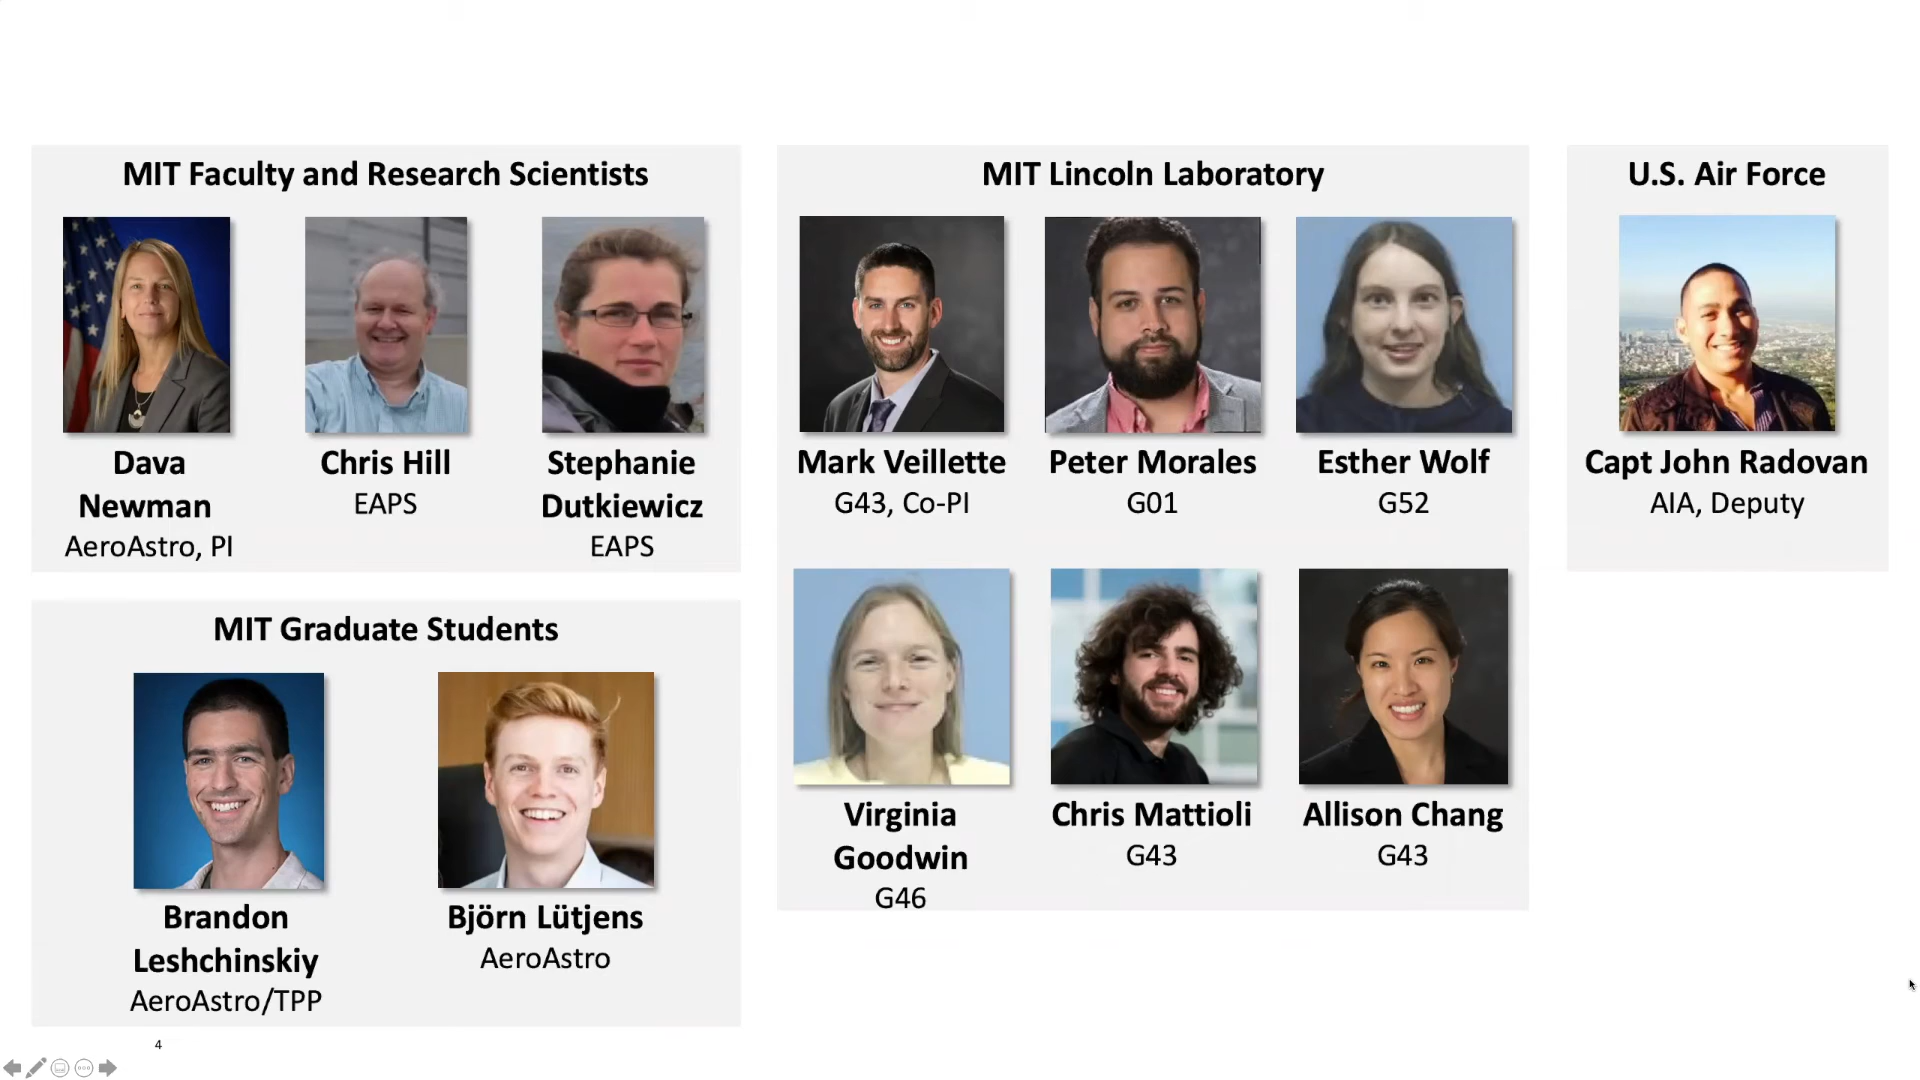 MIT Faculty and Research Scientists
Dava
Newman
AeroAstro, PI
Chris Hill
EAPS
Stephanie
Dutkiewicz
EAPS
MIT Graduate Students
Brandon
Leshchinskiy
AeroAstro/TPP
Björn Lütjens
AeroAstro
MIT Lincoln Laboratory
Mark Veillette
G43, Co-PI
Peter Morales
G01
Esther Wolf
G52
Virginia
Goodwin
G46
Chris Mattioli
G43
Allison Chang
G43
U.S. Air Force
Capt John Radovan
AIA, Deputy
4